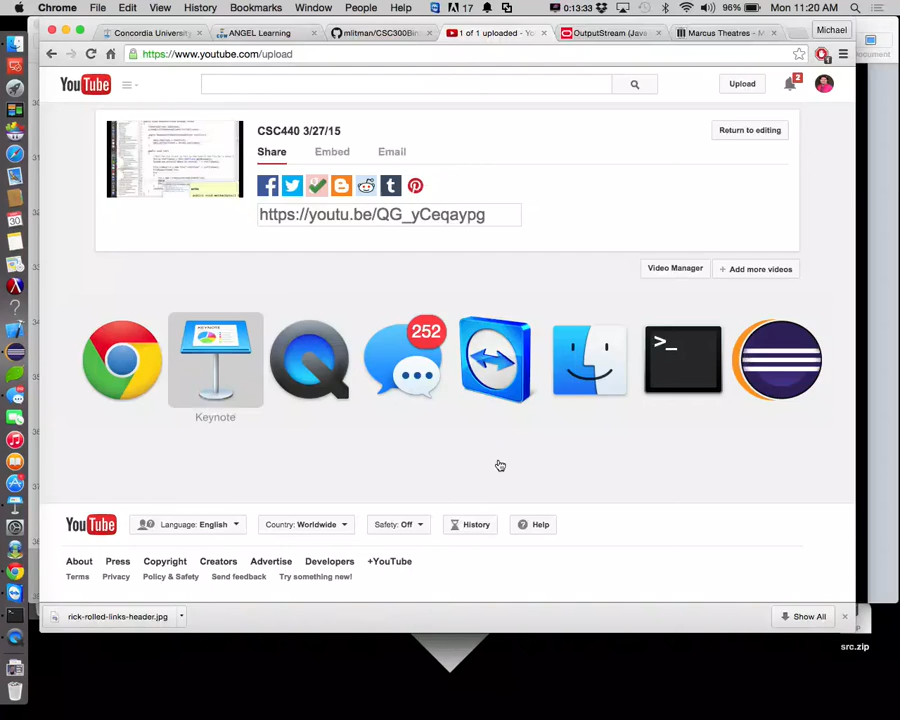 Chrome File Edit View History Bookmarks Window People Help 17 0:13:33 96% Mon 11:20 AM
Concordia University ANGEL Learning mlitman/CSC300Bin 1 of 1 uploaded - Yo OutputStream (Java Marcus Theatres - M Michael
https://www.youtube.com/upload
YouTube Upload 2
CSC440 3/27/15 Return to editing
Share Embed Email
https://youtu.be/QG_yCeqaypg
Video Manager + Add more videos
KEYNOTE 252 >_
Keynote
YouTube Language: English Country: Worldwide Safety: Off History Help
About Press Copyright Creators Advertise Developers +YouTube
Terms Privacy Policy & Safety Send feedback Try something new!
rick-rolled-links-header.jpg Show All
src.zip